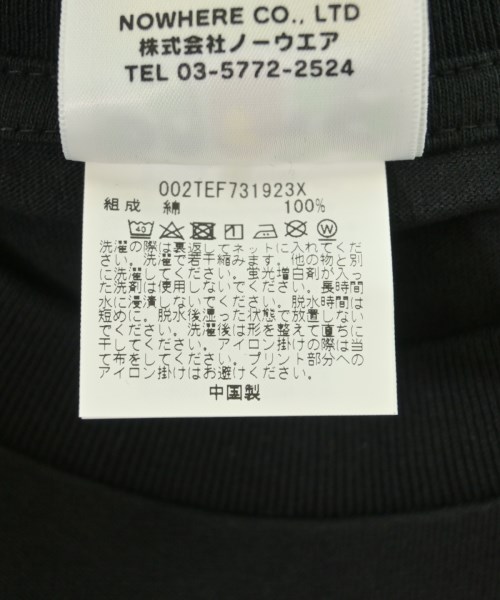 NOWHERE CO., LTD
株式会社ノーウエア
TEL 03-5772-2524
002TEF731923X
組成 綿 100%
40 W
洗濯の際は裏返してネットに入れてくだ
さい。洗濯で若干縮みます。他の物と別
に洗濯してください。蛍光増白剤が入っ
た洗剤は使用しないでください。長時間
水に浸漬しないでください。脱水時間は
短めに。脱水後湿った状態で放置しない
でください。洗濯後は形を整えて直ちに
干してください。アイロン掛けの際は当
て布をしてください。プリント部分への
アイロン掛けはお避けください。
中国製